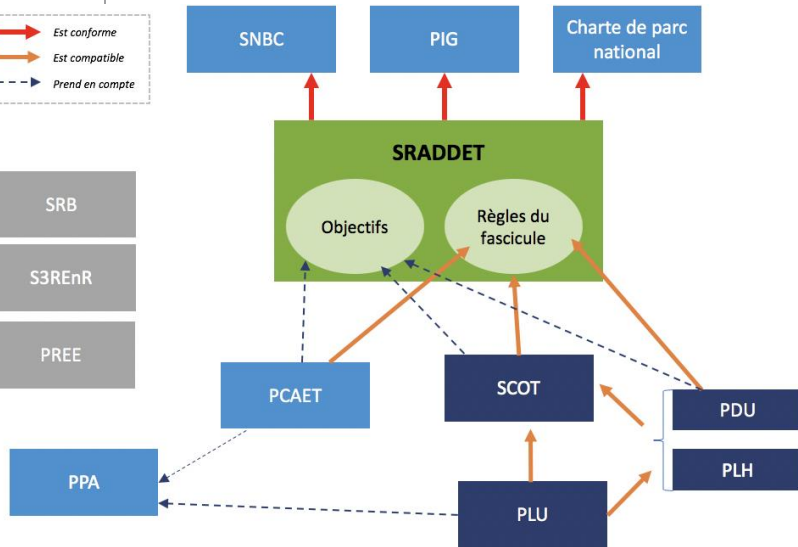 Est conforme
Est compatible
Prend en compte
SNBC
PIG
Charte de parc
national
SRADDET
Objectifs
Règles du
fascicule
SRB
S3REnR
PREE
PCAET
SCOT
PDU
PLH
PPA
PLU